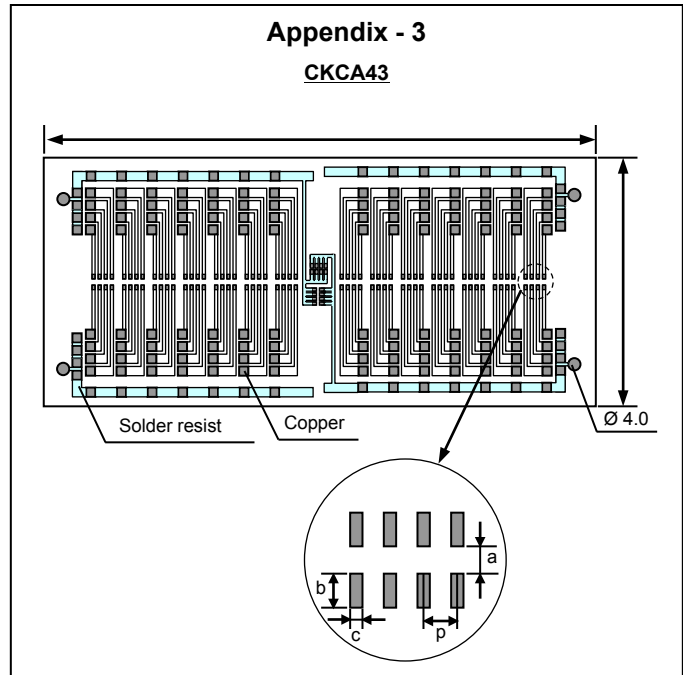 Appendix - 3
CKCA43
Solder resist
Copper
Ø 4.0
a
b
c
p